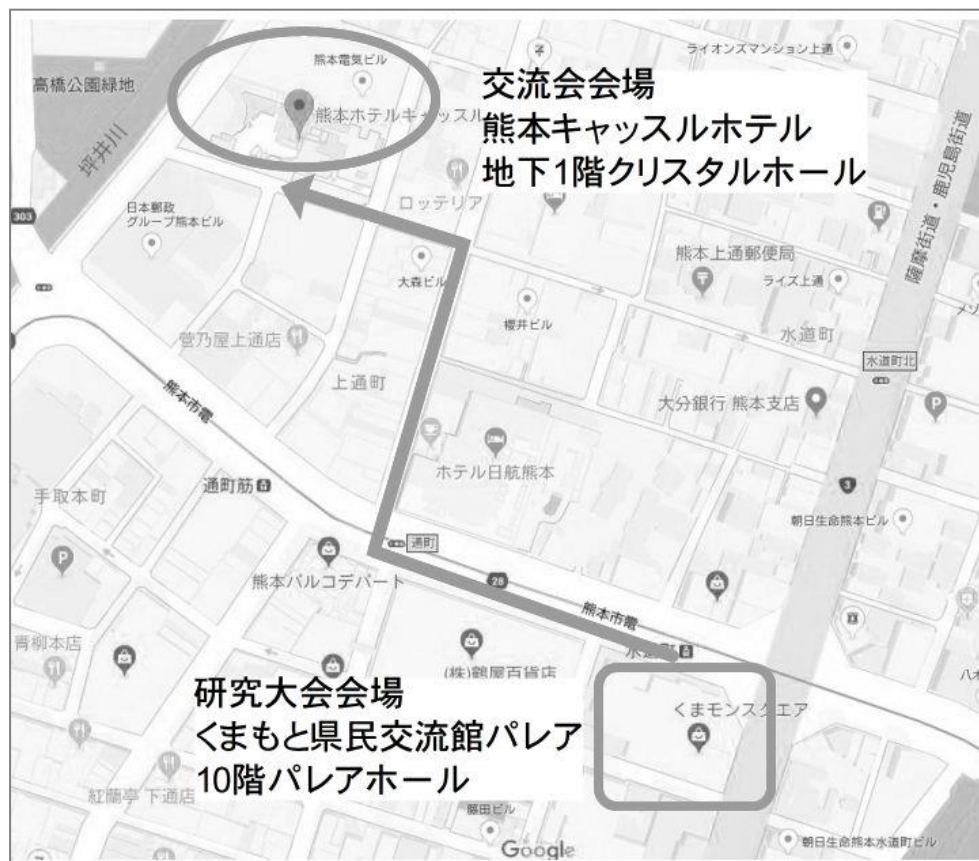 熊本電気ビル
ライオンズマンション上通
高橋公園緑地
熊本ホテルキャッスル
交流会会場
熊本キャッスルホテル
地下1階クリスタルホール
坪井川
303
日本郵政
グループ熊本ビル
ロッテリア
大森ビル
熊本上通郵便局
ライズ上通
薩摩街道・鹿児島街道
櫻井ビル
水道町
水道町北
菅乃屋上通店
上通町
熊本市電
大分銀行 熊本支店
P
ホテル日航熊本
通町筋
手取本町
3
朝日生命熊本ビル
通町
P
熊本パルコデパート
28
熊本市電
水道町
青柳本店
(株)鶴屋百貨店
研究大会会場
くまもと県民交流館パレア
10階パレアホール
くまモンスクエア
紅蘭亭 下通店
藤田ビル
Google
朝日生命熊本水道町ビル